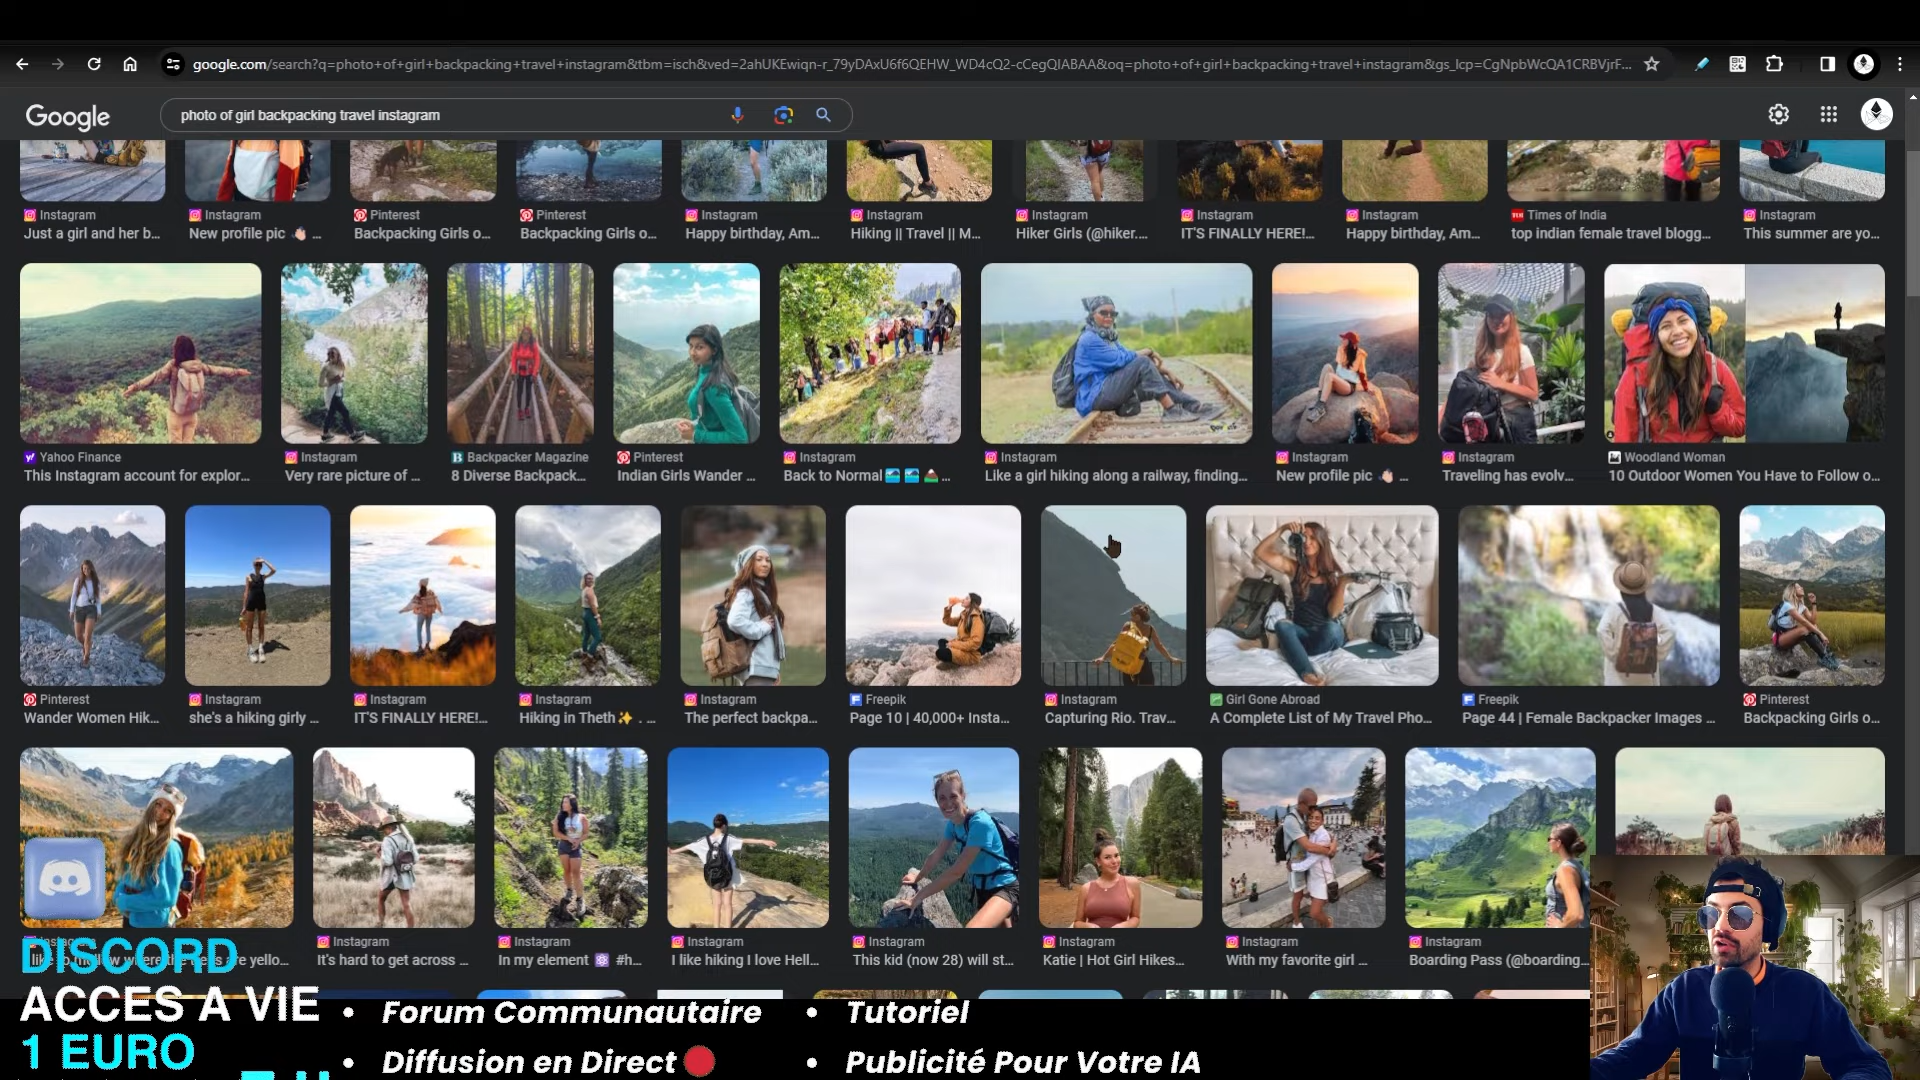 google.com/search?q=photo+of+girl+backpacking+travel+instagram&tbm=isch&ved=2ahUKEwiqn-r_79yDAxU6f6QEHW_WD4cQ2-cCegQIABAA&oq=photo+of+girl+backpacking+travel+instagram&gs_lcp=CgNpbWcQA1CRBVjrF...
Google
photo of girl backpacking travel instagram
Instagram Instagram Pinterest Pinterest Instagram Instagram Instagram Instagram Instagram Times of India Instagram
Just a girl and her b... New profile pic ... Backpacking Girls o... Backpacking Girls o... Happy birthday, Am... Hiking || Travel || M... Hiker Girls (@hiker.... IT'S FINALLY HERE!... Happy birthday, Am... top indian female travel blogg... This summer are yo...
Yahoo Finance Instagram Backpacker Magazine Pinterest Instagram Instagram Instagram Instagram Woodland Woman
This Instagram account for explor... Very rare picture of ... 8 Diverse Backpack... Indian Girls Wander ... Back to Normal ... Like a girl hiking along a railway, finding... New profile pic ... Traveling has evolv... 10 Outdoor Women You Have to Follow o...
Pinterest Instagram Instagram Instagram Instagram Freepik Instagram Girl Gone Abroad Freepik Pinterest
Wander Women Hik... she's a hiking girly ... IT'S FINALLY HERE!... Hiking in Theth✨ . ... The perfect backpa... Page 10 | 40,000+ Insta... Capturing Rio. Trav... A Complete List of My Travel Pho... Page 44 | Female Backpacker Images ... Backpacking Girls o...
Instagram Instagram Instagram Instagram Instagram Instagram Instagram
It's hard to get across ... In my element #h... I like hiking I love Hell... This kid (now 28) will st... Katie | Hot Girl Hikes... With my favorite girl ... Boarding Pass (@boarding...
DISCORD
ACCES A VIE
1 EURO
• Forum Communautaire
• Diffusion en Direct
• Tutoriel
• Publicité Pour Votre IA